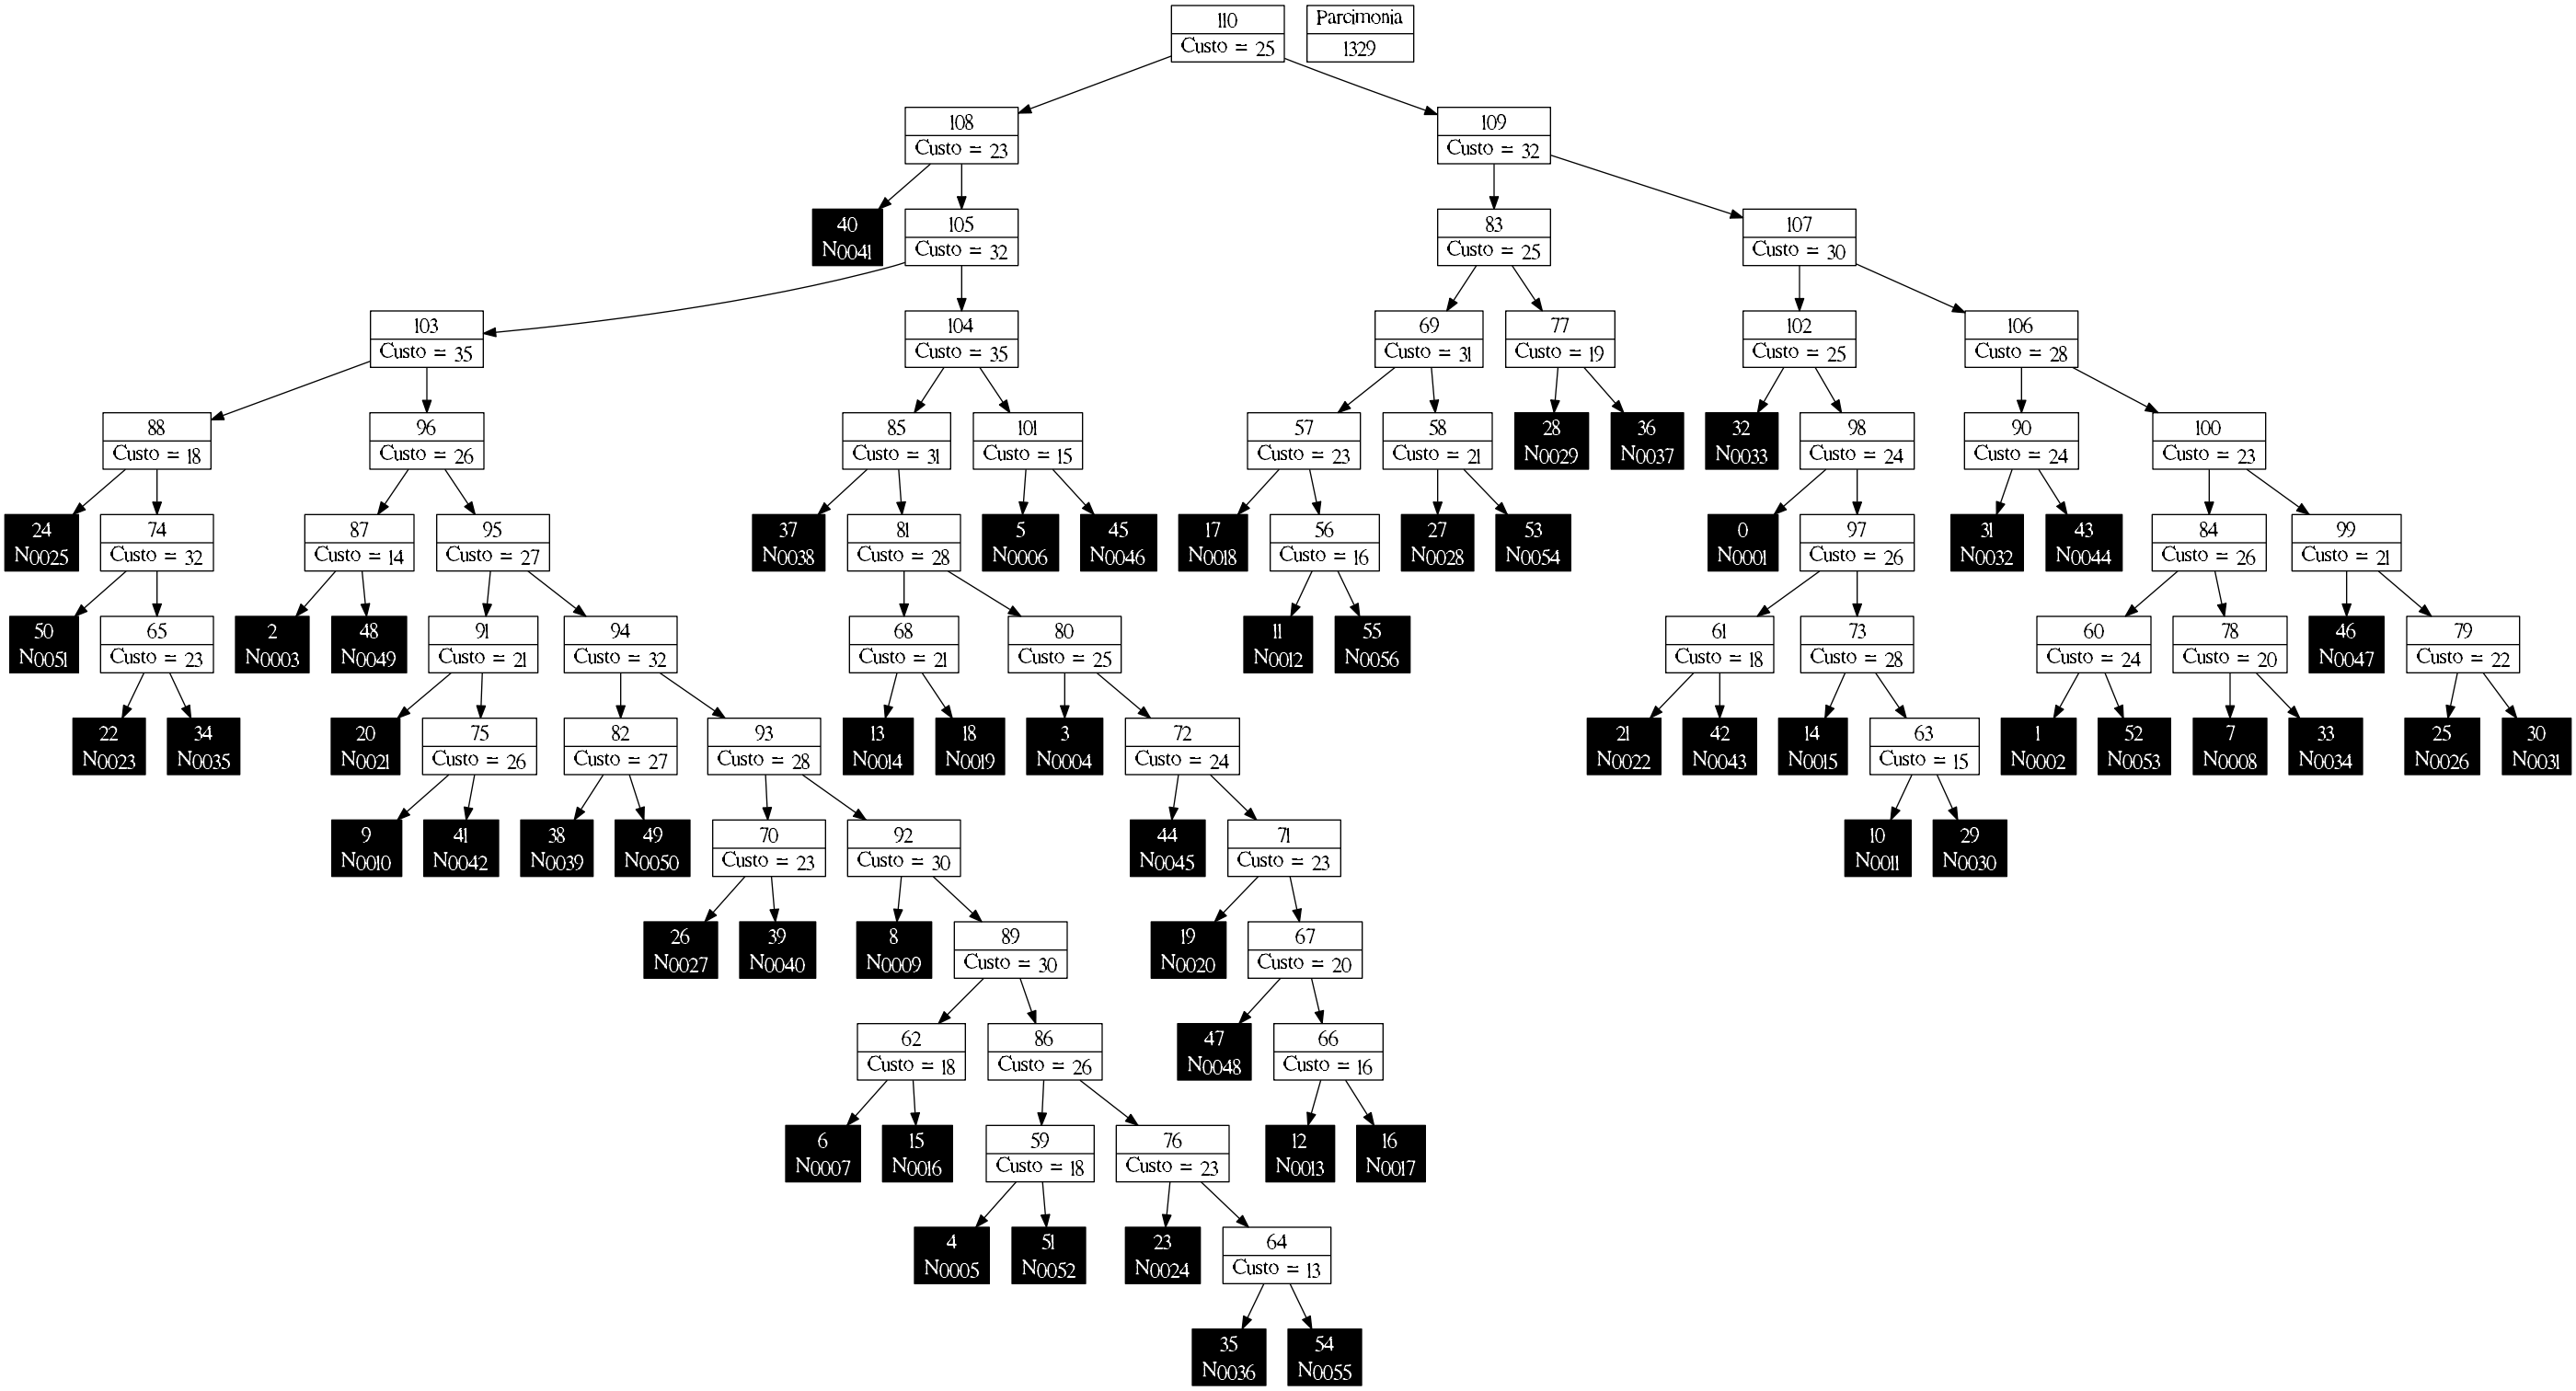 110
Custo = 25
Parcimonia
1329
108
Custo = 23
109
Custo = 32
40
N0041
105
Custo = 32
83
Custo = 25
107
Custo = 30
103
Custo = 35
104
Custo = 35
69
Custo = 31
77
Custo = 19
102
Custo = 25
106
Custo = 28
88
Custo = 18
96
Custo = 26
85
Custo = 31
101
Custo = 15
57
Custo = 23
58
Custo = 21
28
N0029
36
N0037
32
N0033
98
Custo = 24
90
Custo = 24
100
Custo = 23
24
N0025
74
Custo = 32
87
Custo = 14
95
Custo = 27
37
N0038
81
Custo = 28
5
N0006
45
N0046
17
N0018
56
Custo = 16
27
N0028
53
N0054
0
N0001
97
Custo = 26
31
N0032
43
N0044
84
Custo = 26
99
Custo = 21
50
N0051
65
Custo = 23
2
N0003
48
N0049
91
Custo = 21
94
Custo = 32
68
Custo = 21
80
Custo = 25
11
N0012
55
N0056
61
Custo = 18
73
Custo = 28
60
Custo = 24
78
Custo = 20
46
N0047
79
Custo = 22
22
N0023
34
N0035
20
N0021
75
Custo = 26
82
Custo = 27
93
Custo = 28
13
N0014
18
N0019
3
N0004
72
Custo = 24
21
N0022
42
N0043
14
N0015
63
Custo = 15
1
N0002
52
N0053
7
N0008
33
N0034
25
N0026
30
N0031
9
N0010
41
N0042
38
N0039
49
N0050
70
Custo = 23
92
Custo = 30
44
N0045
71
Custo = 23
10
N0011
29
N0030
26
N0027
39
N0040
8
N0009
89
Custo = 30
19
N0020
67
Custo = 20
62
Custo = 18
86
Custo = 26
47
N0048
66
Custo = 16
6
N0007
15
N0016
59
Custo = 18
76
Custo = 23
12
N0013
16
N0017
4
N0005
51
N0052
23
N0024
64
Custo = 13
35
N0036
54
N0055